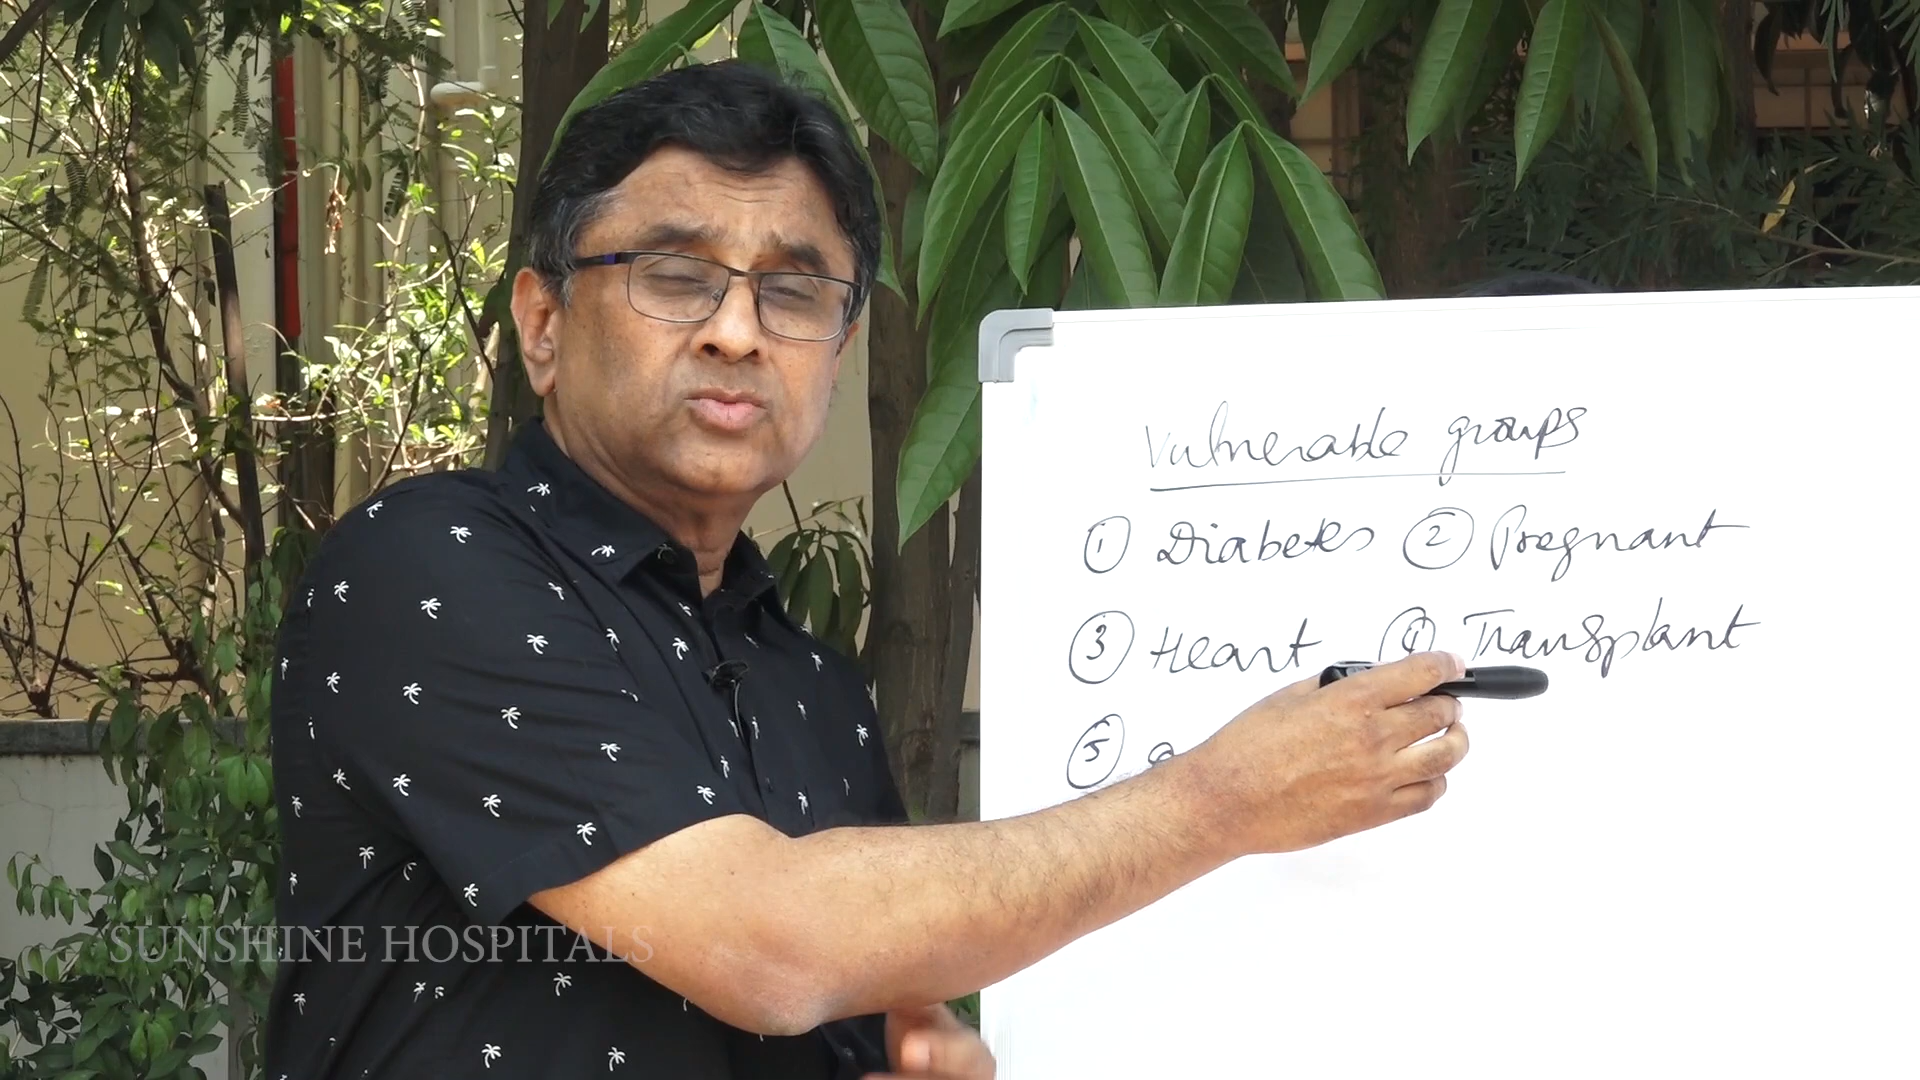 Vulnerable groups
① Diabetes ② Pregnant
③ Heart ④ Transplant
⑤
SUNSHINE HOSPITALS